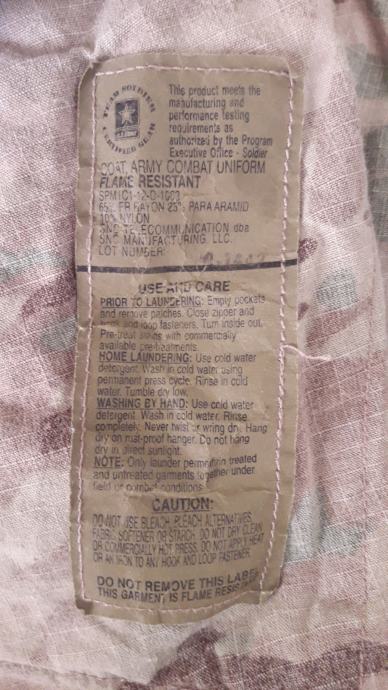 TEAM SOLDIER
CERTIFIED GEAR
This product meets the
manufacturing and
performance testing
requirements as
authorized by the Program
Executive Office - Soldier
COAT, ARMY COMBAT UNIFORM
FLAME RESISTANT
65% FR RAYON 25% PARA ARAMID
10% NYLON
SNC TELECOMMUNICATION dba
SNC MANUFACTURING, LLC.
LOT NUMBER:
USE AND CARE
PRIOR TO LAUNDERING: Empty pockets
and remove patches. Close zipper and
hook and loop fasteners. Turn inside out.
Pre-treat stains with commercially
available pre-treatments.
HOME LAUNDERING: Use cold water
detergent. Wash in cold water using
permanent press cycle. Rinse in cold
water. Tumble dry low.
WASHING BY HAND: Use cold water
detergent. Wash in cold water. Rinse
completely. Never twist or wring dry. Hang
dry on rust-proof hanger. Do not hang
dry in direct sunlight.
NOTE: Only launder permethrin treated
and untreated garments together under
field or combat conditions
CAUTION:
DO NOT USE BLEACH, BLEACH ALTERNATIVES,
FABRIC SOFTENER OR STARCH. DO NOT DRY CLEAN
OR COMMERCIALLY HOT PRESS. DO NOT APPLY HEAT
OR AN IRON TO ANY HOOK AND LOOP FASTENER.
DO NOT REMOVE THIS LABEL
THIS GARMENT IS FLAME RESIST